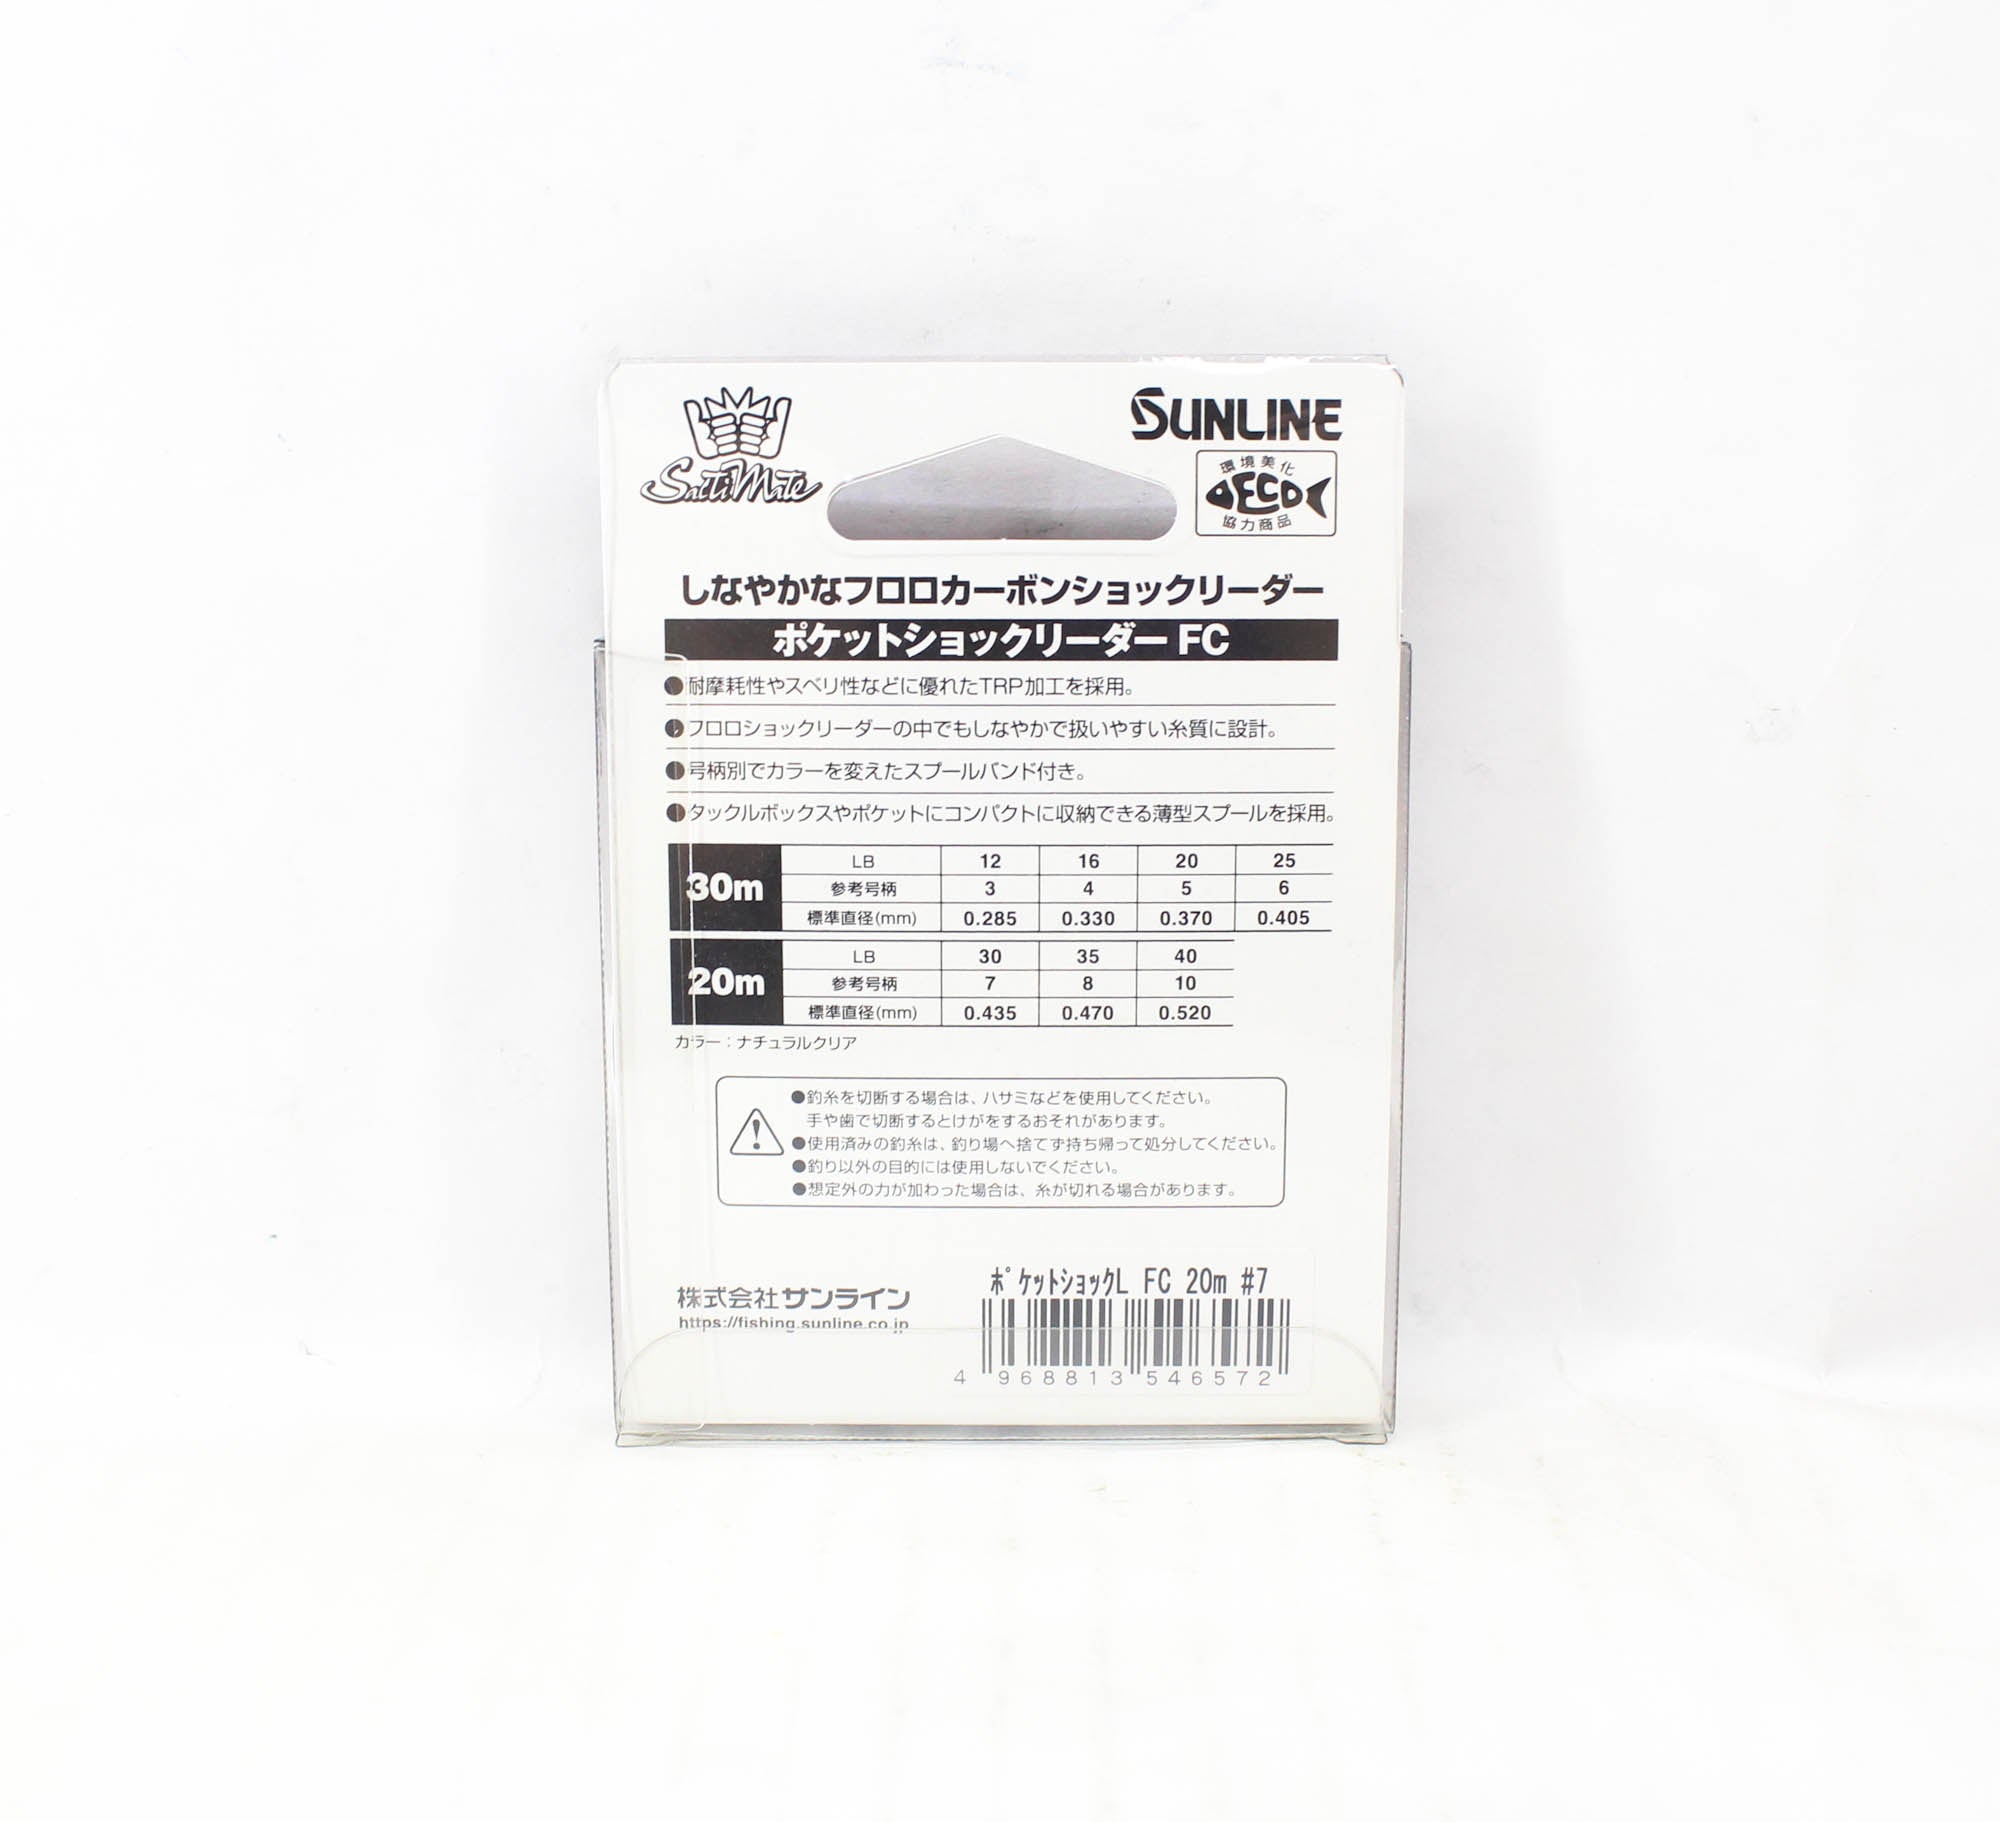 SaltiMate
SUNLINE
環境美化
ECO
協力商品
しなやかなフロロカーボンショックリーダー
ポケットショックリーダー FC
●耐摩耗性やスベリ性などに優れたTRP加工を採用。
●フロロショックリーダーの中でもしなやかで扱いやすい糸質に設計。
●号柄別でカラーを変えたスプールバンド付き。
●タックルボックスやポケットにコンパクトに収納できる薄型スプールを採用。
30m
LB 12 16 20 25
参考号柄 3 4 5 6
標準直径(mm) 0.285 0.330 0.370 0.405
20m
LB 30 35 40
参考号柄 7 8 10
標準直径(mm) 0.435 0.470 0.520
カラー：ナチュラルクリア
●釣糸を切断する場合は、ハサミなどを使用してください。
手や歯で切断するとけがをするおそれがあります。
●使用済みの釣糸は、釣り場へ捨てず持ち帰って処分してください。
●釣り以外の目的には使用しないでください。
●想定外の力が加わった場合は、糸が切れる場合があります。
株式会社サンライン
https://fishing.sunline.co.jp
ﾎﾟｹｯﾄｼｮｯｸL FC 20m #7
4 968813 546572